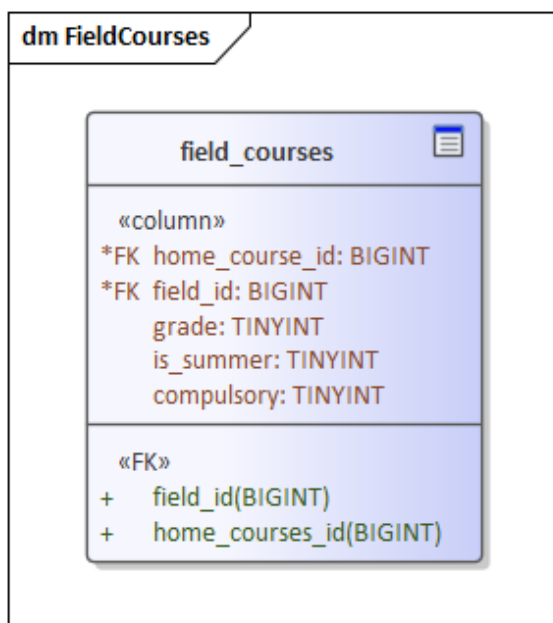 dm FieldCourses
field_courses
«column»
*FK home_course_id: BIGINT
*FK field_id: BIGINT
grade: TINYINT
is_summer: TINYINT
compulsory: TINYINT
«FK»
+ field_id(BIGINT)
+ home_courses_id(BIGINT)